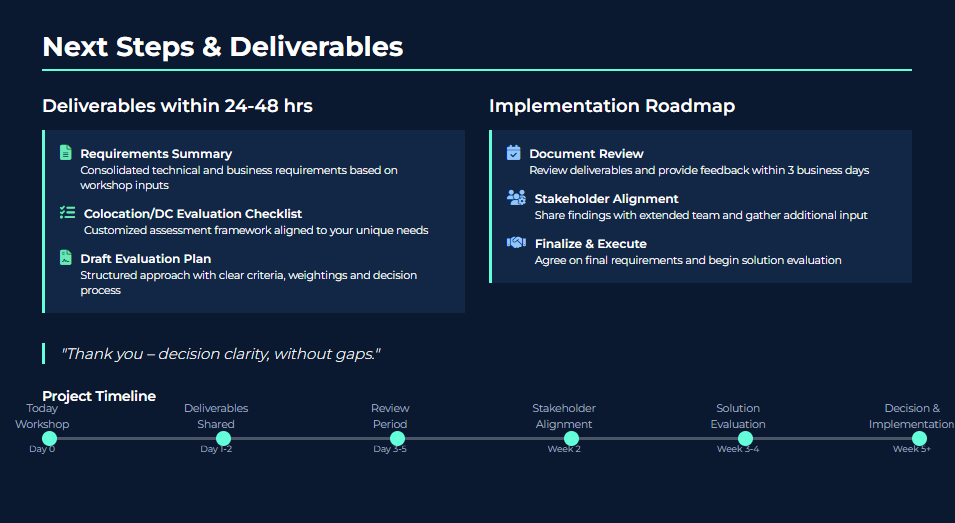 Next Steps & Deliverables
Deliverables within 24-48 hrs
Requirements Summary
Consolidated technical and business requirements based on
workshop inputs
Colocation/DC Evaluation Checklist
Customized assessment framework aligned to your unique needs
Draft Evaluation Plan
Structured approach with clear criteria, weightings and decision
process
Implementation Roadmap
Document Review
Review deliverables and provide feedback within 3 business days
Stakeholder Alignment
Share findings with extended team and gather additional input
Finalize & Execute
Agree on final requirements and begin solution evaluation
"Thank you – decision clarity, without gaps."
Project Timeline
Today
Workshop
Day 0
Deliverables
Shared
Day 1-2
Review
Period
Day 3-5
Stakeholder
Alignment
Week 2
Solution
Evaluation
Week 3-4
Decision &
Implementation
Week 5+